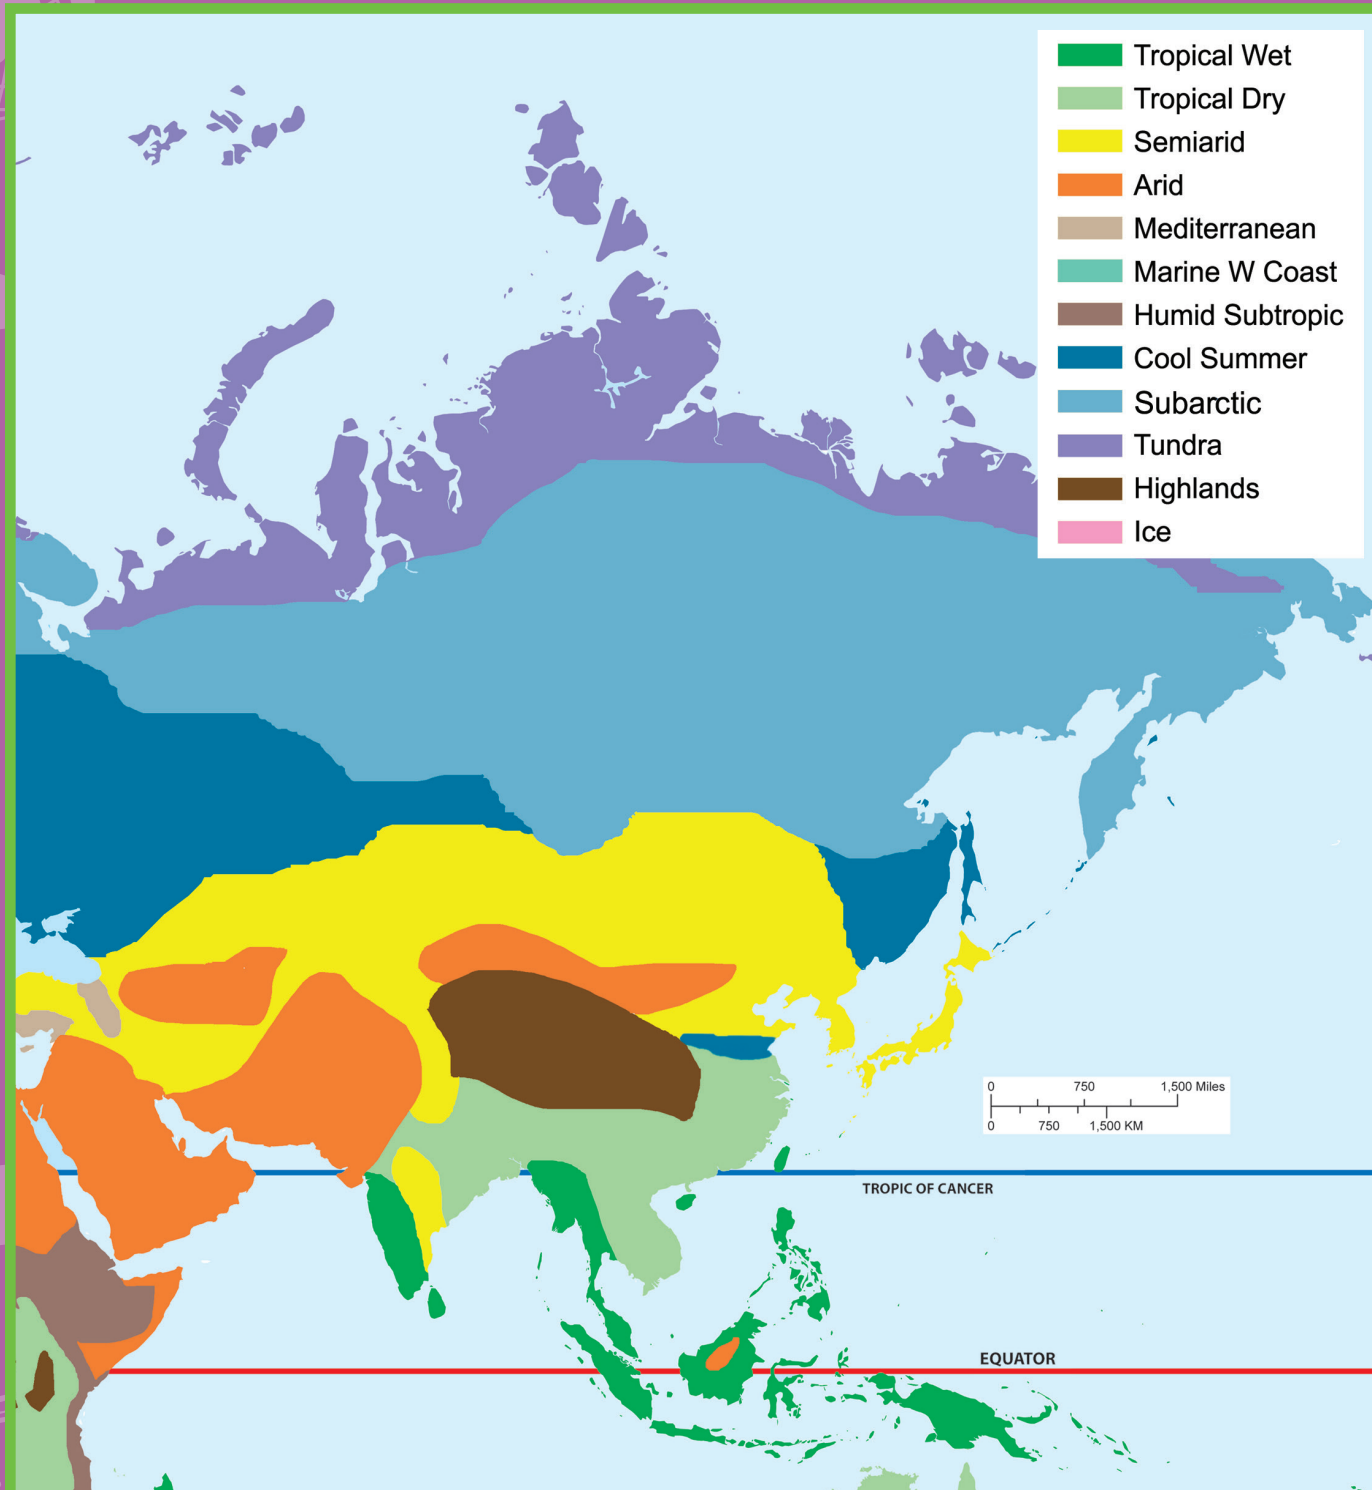 Tropical Wet
Tropical Dry
Semiarid
Arid
Mediterranean
Marine W Coast
Humid Subtropic
Cool Summer
Subarctic
Tundra
Highlands
Ice
0 750 1,500 Miles
0 750 1,500 KM
TROPIC OF CANCER
EQUATOR